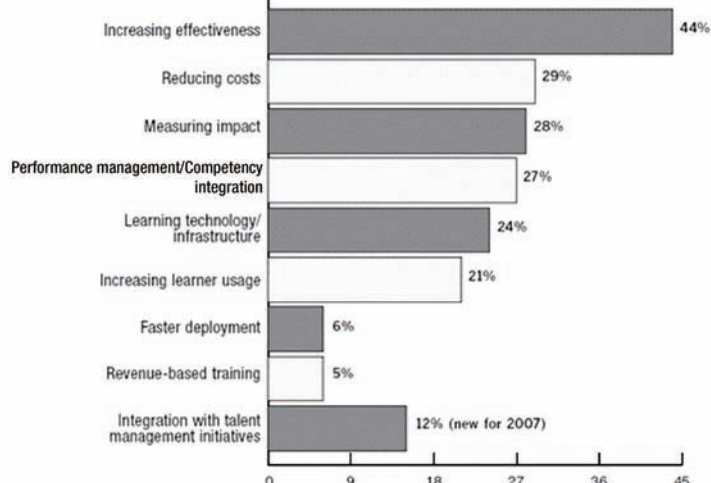 Increasing effectiveness
44%
Reducing costs
29%
Measuring impact
28%
Performance management/Competency
integration
27%
Learning technology/
infrastructure
24%
Increasing learner usage
21%
Faster deployment
6%
Revenue-based training
5%
Integration with talent
management initiatives
12% (new for 2007)
0 9 18 27 36 45